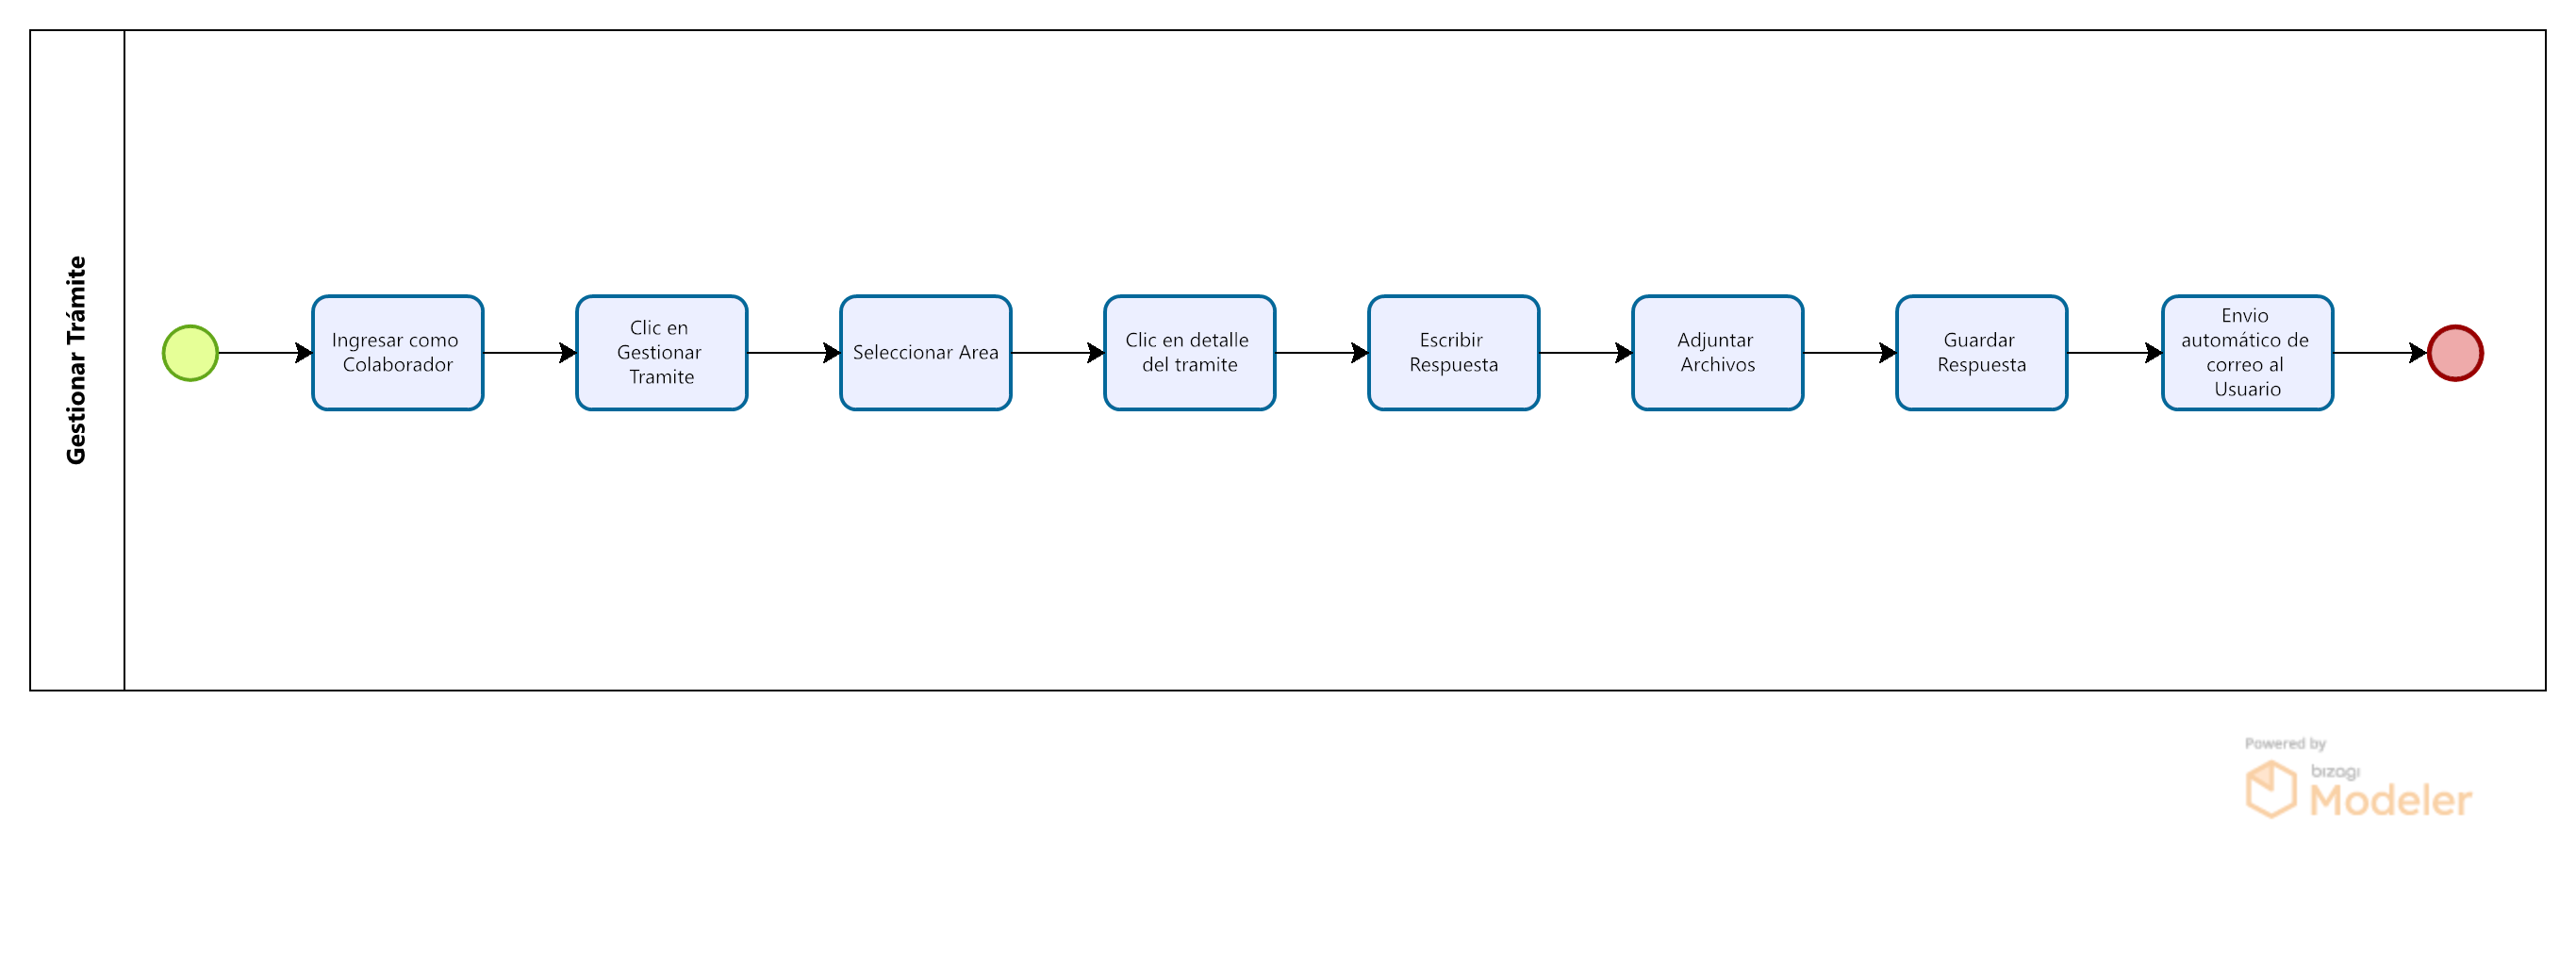 Gestionar Trámite
Ingresar como
Colaborador
Clic en
Gestionar
Tramite
Seleccionar Area
Clic en detalle
del tramite
Escribir
Respuesta
Adjuntar
Archivos
Guardar
Respuesta
Envio
automático de
correo al
Usuario
Powered by
bizagi
Modeler